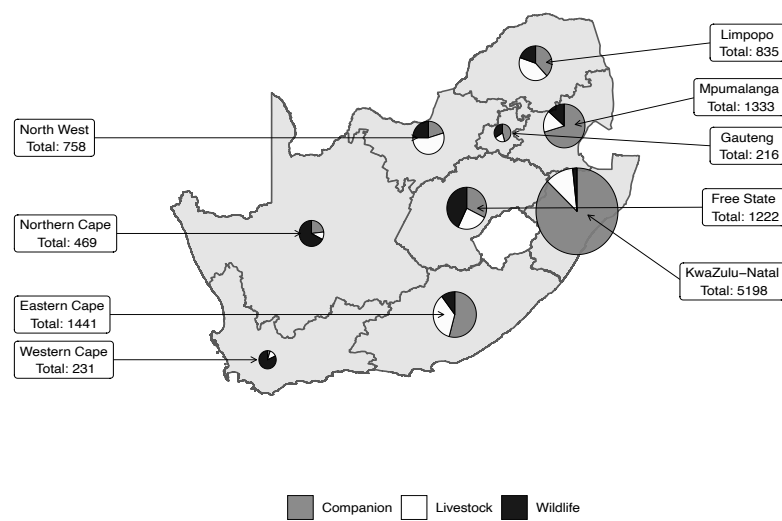 Limpopo
Total: 835
Mpumalanga
Total: 1333
North West
Total: 758
Gauteng
Total: 216
Free State
Total: 1222
Northern Cape
Total: 469
KwaZulu−Natal
Total: 5198
Eastern Cape
Total: 1441
Western Cape
Total: 231
Companion Livestock Wildlife